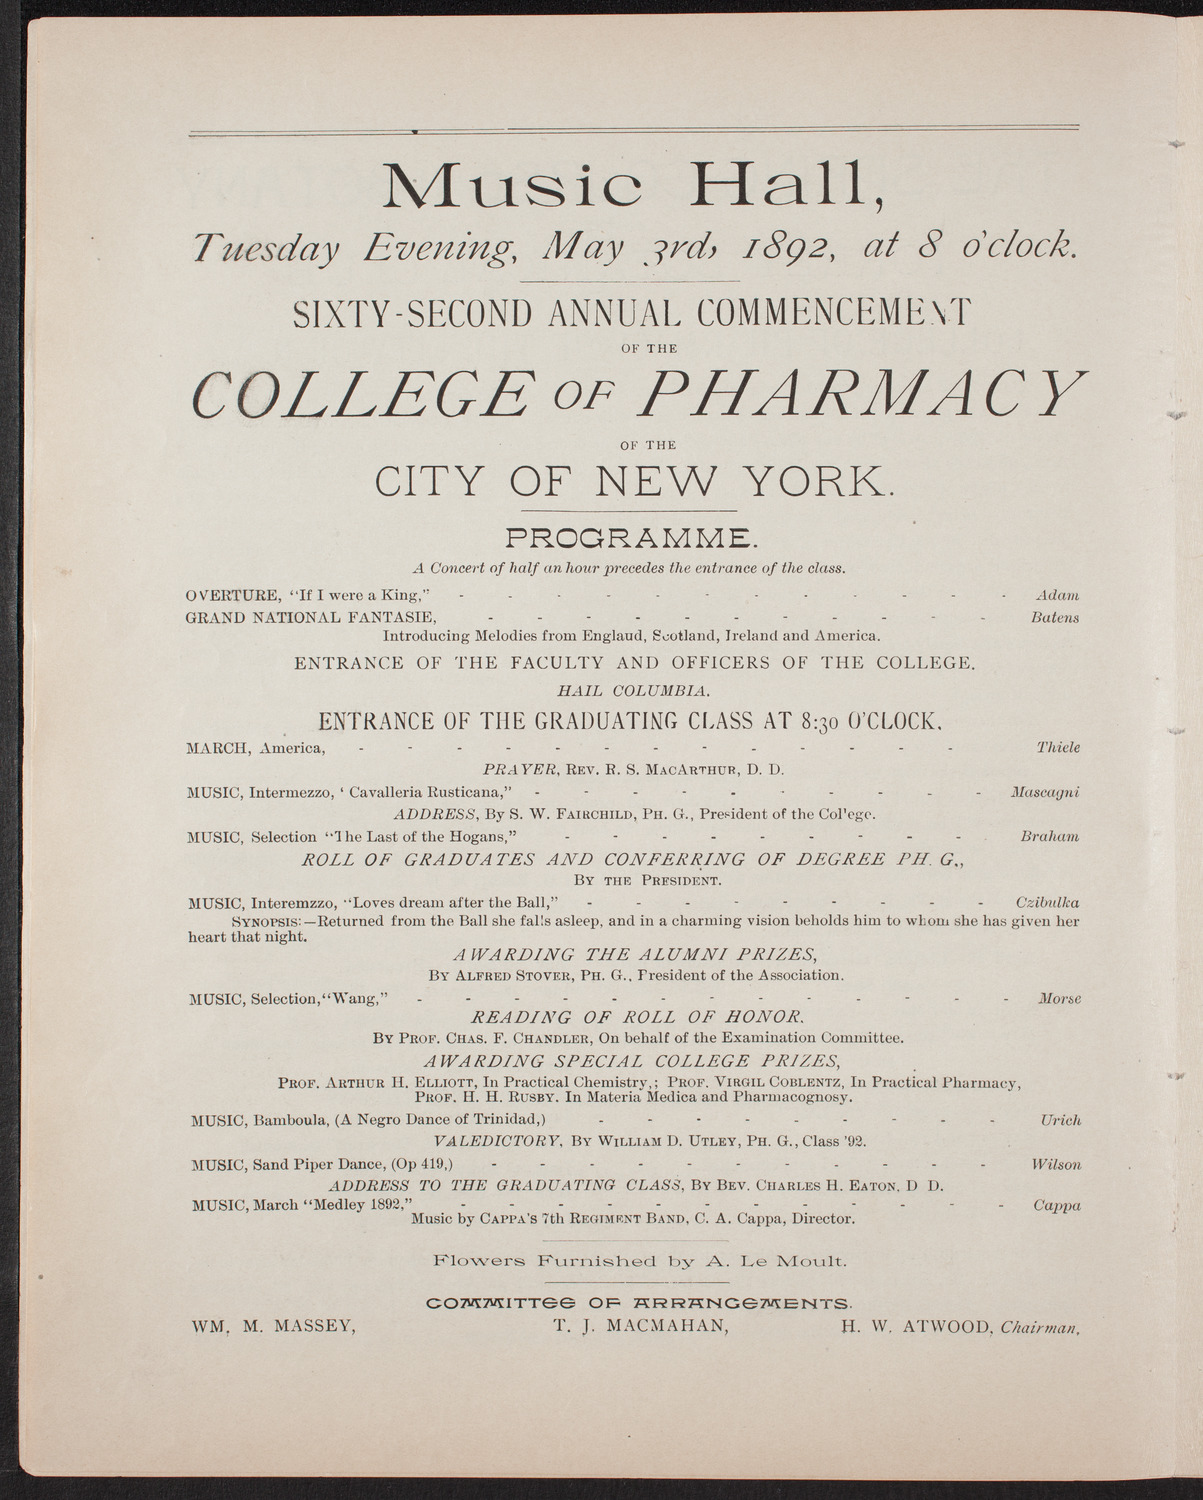 Music Hall,
Tuesday Evening, May 3rd, 1892, at 8 o'clock.
SIXTY-SECOND ANNUAL COMMENCEMENT
OF THE
COLLEGE OF PHARMACY
OF THE
CITY OF NEW YORK.
PROGRAMME.
A Concert of half an hour precedes the entrance of the class.
OVERTURE, "If I were a King," - - - - - - - - - - - - Adam
GRAND NATIONAL FANTASIE, - - - - - - - - - - - Batens
Introducing Melodies from Englaud, Scotland, Ireland and America.
ENTRANCE OF THE FACULTY AND OFFICERS OF THE COLLEGE.
HAIL COLUMBIA.
ENTRANCE OF THE GRADUATING CLASS AT 8:30 O'CLOCK.
MARCH, America, - - - - - - - - - - - - - Thiele
PRAYER, REV. R. S. MACARTHUR, D. D.
MUSIC, Intermezzo, ' Cavalleria Rusticana," - - - - - - - - - - Mascagni
ADDRESS, By S. W. FAIRCHILD, PH. G., President of the Col'ege.
MUSIC, Selection "The Last of the Hogans," - - - - - - - - - Braham
ROLL OF GRADUATES AND CONFERRING OF DEGREE PH. G.,
BY THE PRESIDENT.
MUSIC, Interemzzo, "Loves dream after the Ball," - - - - - - - - - Czibulka
SYNOPSIS:—Returned from the Ball she falls asleep, and in a charming vision beholds him to whom she has given her
heart that night.
AWARDING THE ALUMNI PRIZES,
BY ALFRED STOVER, PH. G., President of the Association.
MUSIC, Selection,"Wang," - - - - - - - - - - - - - Morse
READING OF ROLL OF HONOR.
BY PROF. CHAS. F. CHANDLER, On behalf of the Examination Committee.
AWARDING SPECIAL COLLEGE PRIZES,
PROF. ARTHUR H. ELLIOTT, In Practical Chemistry,; PROF. VIRGIL COBLENTZ, In Practical Pharmacy,
PROF. H. H. RUSBY. In Materia Medica and Pharmacognosy.
MUSIC, Bamboula, (A Negro Dance of Trinidad,) - - - - - - - - - Urich
VALEDICTORY, BY WILLIAM D. UTLEY, PH. G., Class '92.
MUSIC, Sand Piper Dance, (Op 419,) - - - - - - - - - - - Wilson
ADDRESS TO THE GRADUATING CLASS, BY BEV. CHARLES H. EATON, D D.
MUSIC, March "Medley 1892," - - - - - - - - - - - - Cappa
Music by CAPPA'S 7th REGIMENT BAND, C. A. Cappa, Director.
Flowers Furnished by A. Le Moult.
COMMITTEE OF ARRANGEMENTS.
WM. M. MASSEY, T. J. MACMAHAN, H. W. ATWOOD, Chairman,